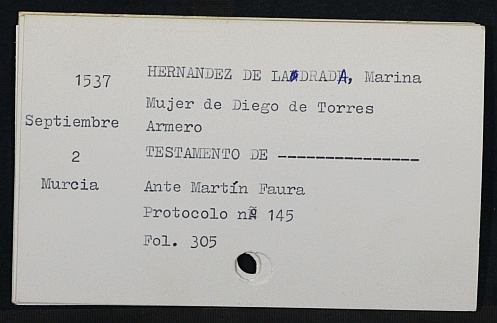 1537
Septiembre
2
Murcia
HERNANDEZ DE LADRADA, Marina
Mujer de Diego de Torres
Armero
TESTAMENTO DE ----------------
Ante Martín Faura
Protocolo nº 145
Fol. 305